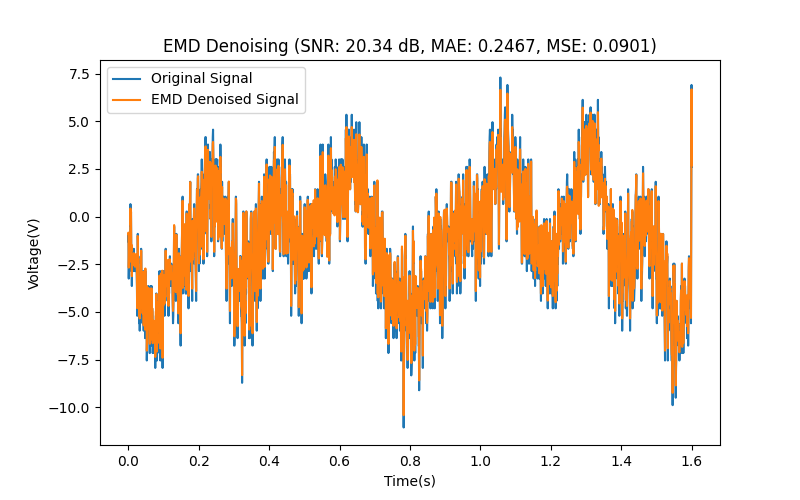 EMD Denoising (SNR: 20.34 dB, MAE: 0.2467, MSE: 0.0901)
Original Signal
EMD Denoised Signal
7.5
5.0
2.5
0.0
−2.5
−5.0
−7.5
−10.0
Voltage(V)
0.0 0.2 0.4 0.6 0.8 1.0 1.2 1.4 1.6
Time(s)